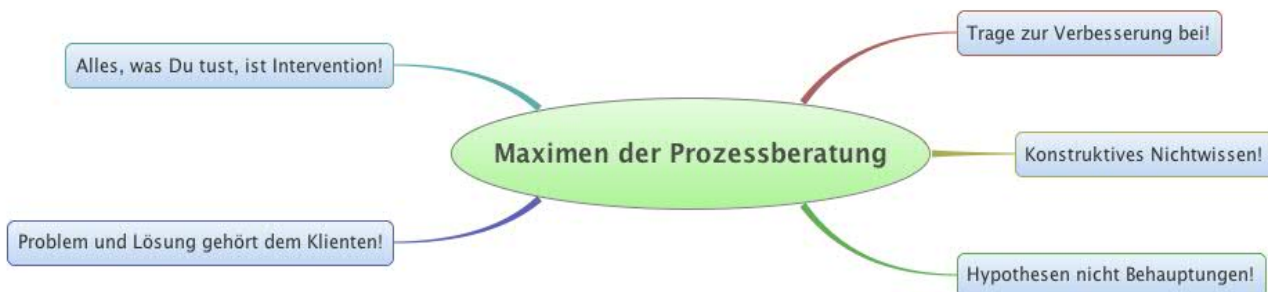 Trage zur Verbesserung bei!
Alles, was Du tust, ist Intervention!
Maximen der Prozessberatung
Konstruktives Nichtwissen!
Problem und Lösung gehört dem Klienten!
Hypothesen nicht Behauptungen!